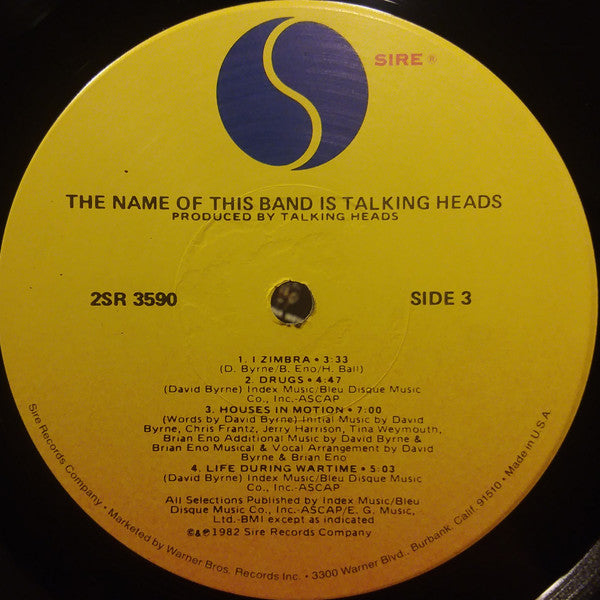 SIRE ®
THE NAME OF THIS BAND IS TALKING HEADS
PRODUCED BY TALKING HEADS
2SR 3590
SIDE 3
1. I ZIMBRA • 3:33
(D. Byrne/B. Eno/H. Ball)
2. DRUGS • 4:47
(David Byrne) Index Music/Bleu Disque Music
Co., Inc.-ASCAP
3. HOUSES IN MOTION • 7:00
(Words by David Byrne) Initial Music by David
Byrne, Chris Frantz, Jerry Harrison, Tina Weymouth,
Brian Eno Additional Music by David Byrne &
Brian Eno Musical & Vocal Arrangement by David
Byrne & Brian Eno
4. LIFE DURING WARTIME • 5:03
(David Byrne) Index Music/Bleu Disque Music
Co., Inc.-ASCAP
All Selections Published by Index Music/Bleu
Disque Music Co., Inc.-ASCAP/E. G. Music,
Ltd.-BMI except as indicated
©&℗1982 Sire Records Company
Sire Records Company • Marketed by Warner Bros. Records Inc. • 3300 Warner Blvd., Burbank, Calif. 91510 • Made in U.S.A.